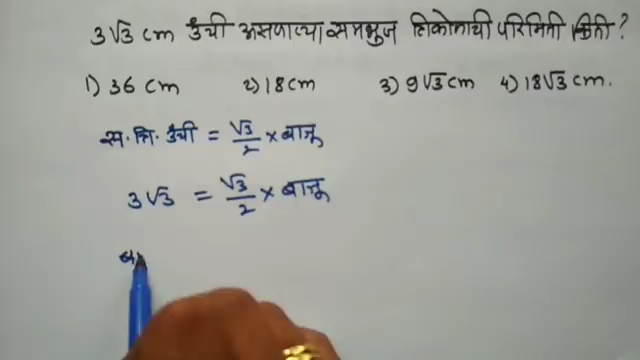 3√3 cm उंची असणाऱ्या समभुज त्रिकोणाची परिमिती किती ?
1) 36 cm 2) 18 cm 3) 9√3 cm 4) 18√3 cm.
स. त्रि. उंची = √3/2 × बाजू
3√3 = √3/2 × बाजू